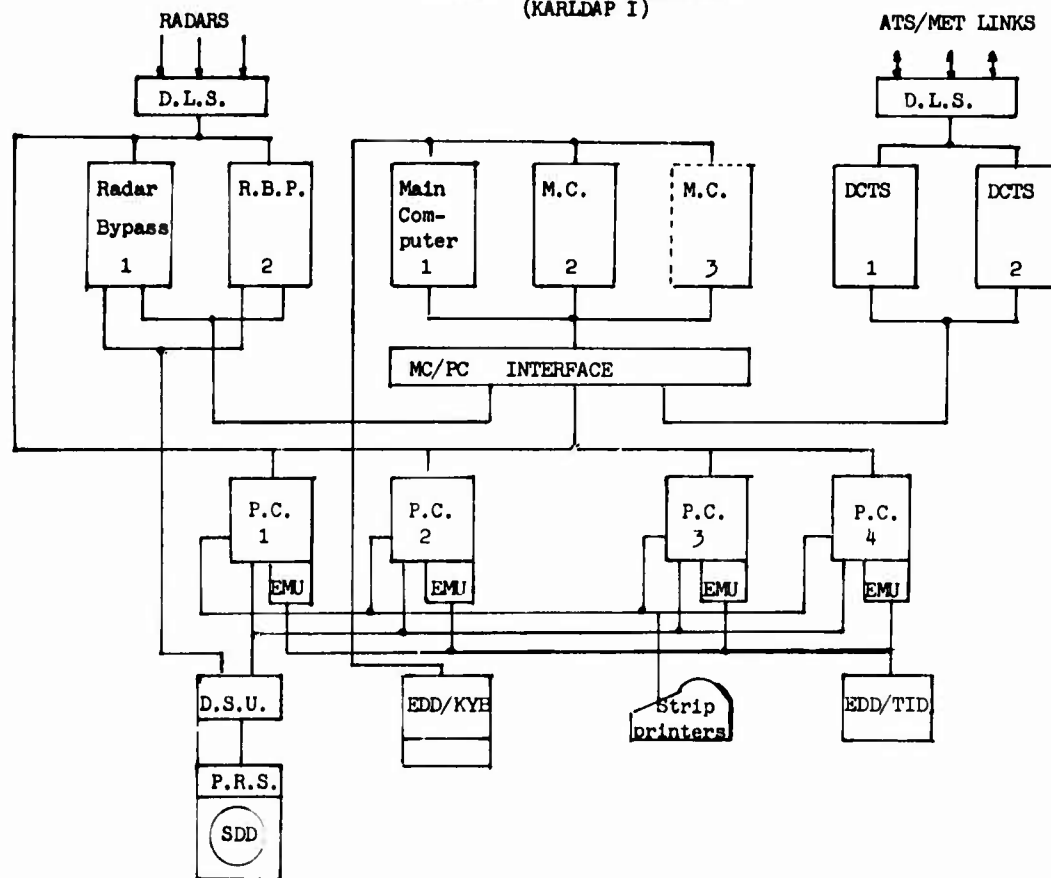 (KARLDAP I)
RADARS
ATS/MET LINKS
D.L.S.
D.L.S.
Radar
Bypass
1
R.B.P.
2
Main
Com-
puter
1
M.C.
2
M.C.
3
DCTS
1
DCTS
2
MC/PC INTERFACE
P.C.
1
EMU
P.C.
2
EMU
P.C.
3
EMU
P.C.
4
EMU
D.S.U.
EDD/KYB
Strip
printers
EDD/TID
P.R.S.
SDD